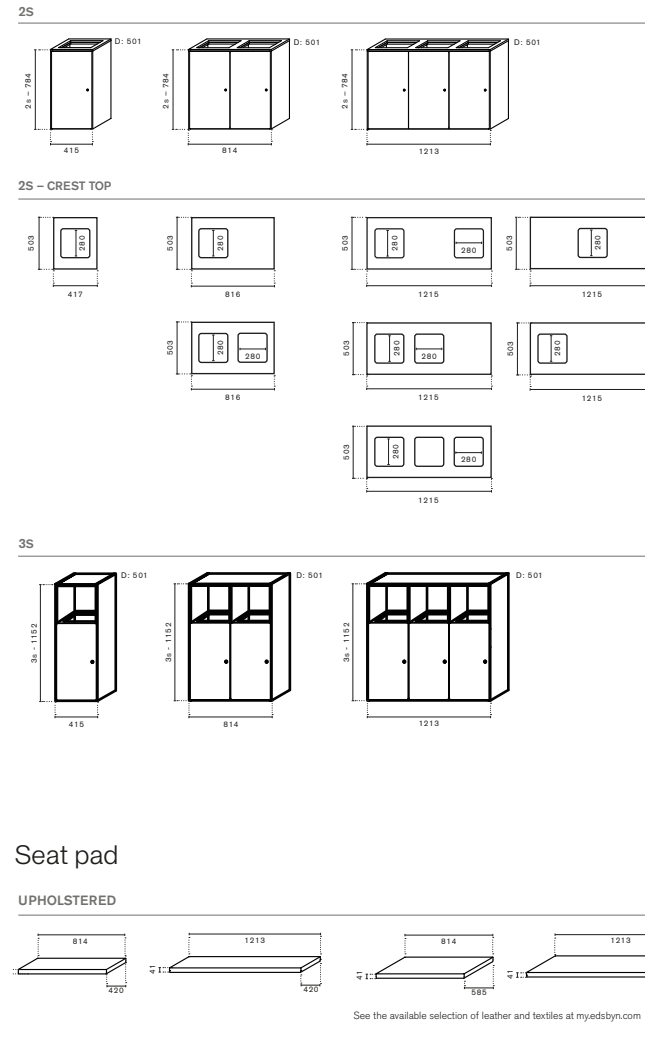 2S
D: 501
D: 501
D: 501
2s – 784
2s – 784
2s – 784
415
814
1213
2S – CREST TOP
503
280
503
280
503
280
280
503
280
417
816
1215
1215
503
280
280
503
280
280
503
280
816
1215
1215
503
280
280
1215
3S
D: 501
D: 501
D: 501
3s - 1152
3s - 1152
3s - 1152
415
814
1213
Seat pad
UPHOLSTERED
814
1213
814
1213
41
41
41
420
420
585
See the available selection of leather and textiles at my.edsbyn.com